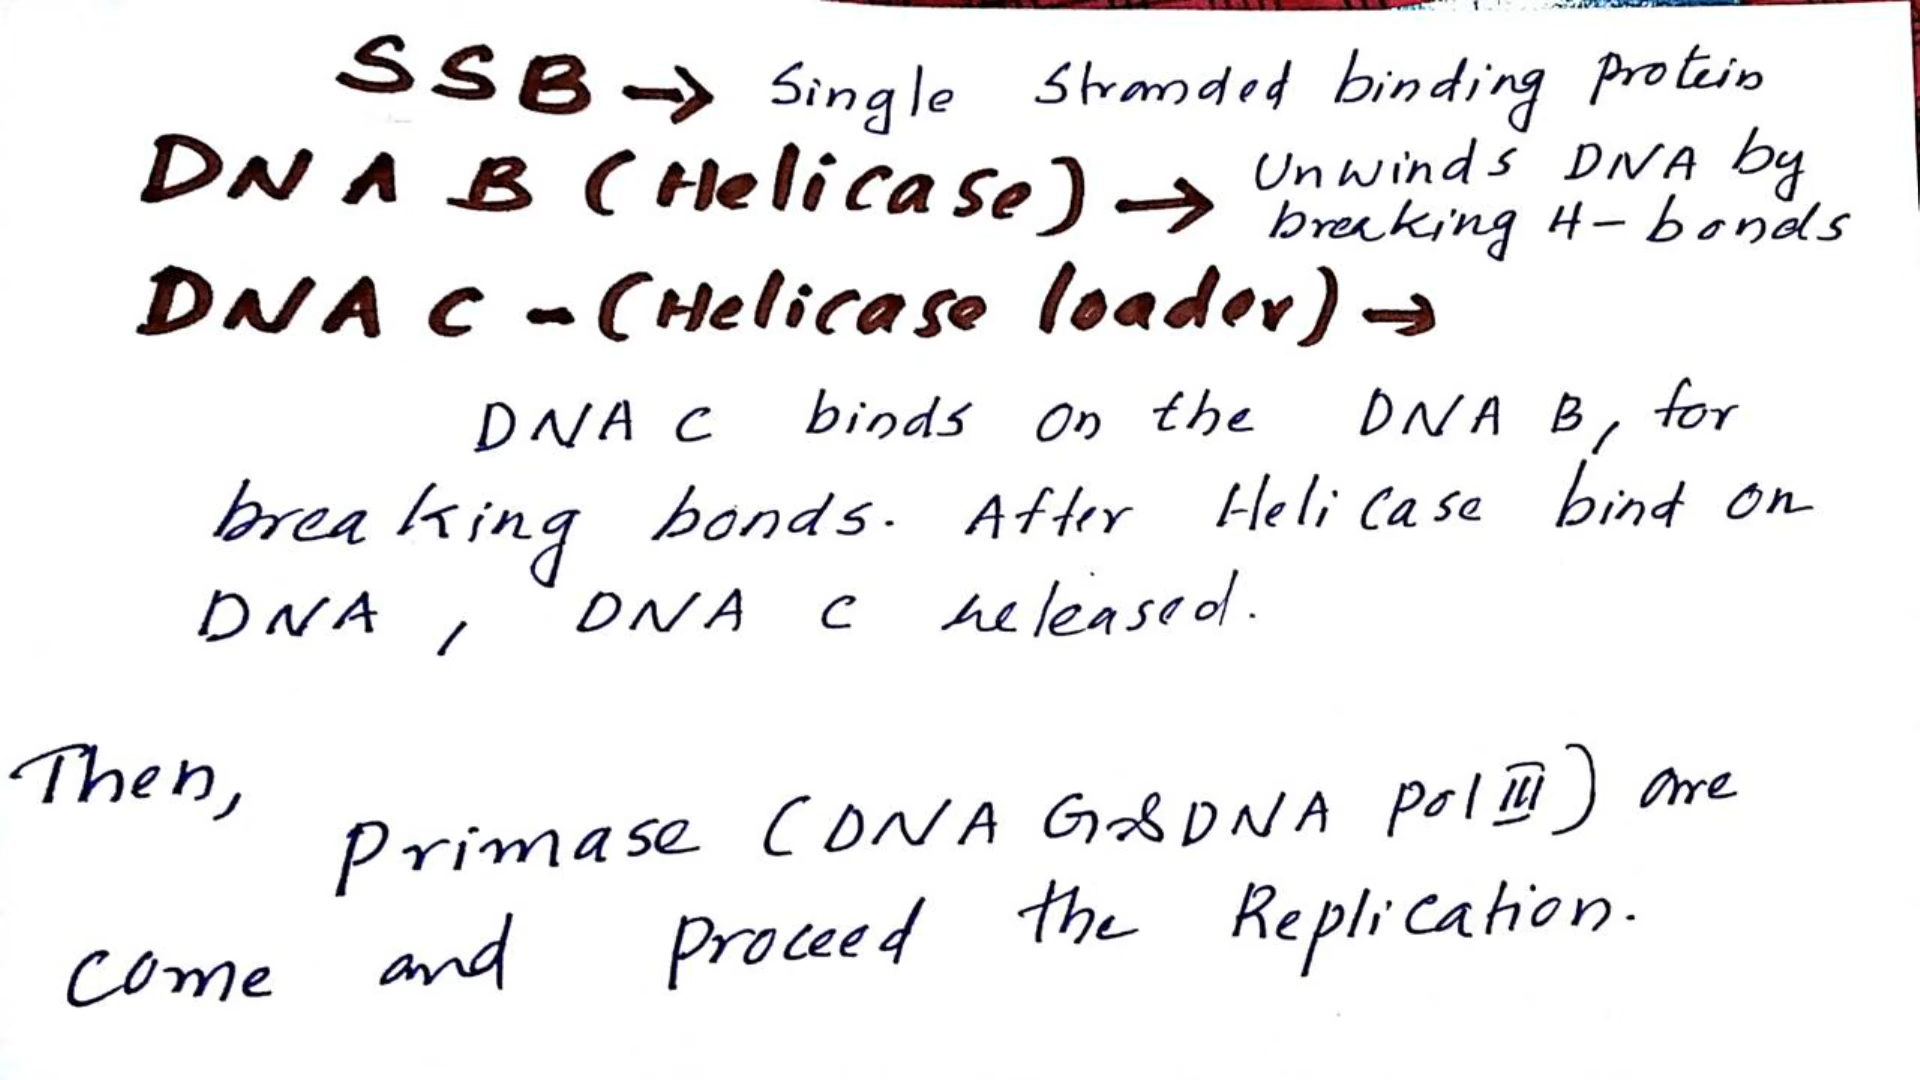 SSB → Single Stranded binding Protein
DNA B (Helicase) → Unwinds DNA by
breaking H-bonds
DNA C - (Helicase loader) →
DNA C binds on the DNA B, for
breaking bonds. After Helicase bind on
DNA, DNA C released.
Then,
Primase (DNA G & DNA Pol III) are
come and Proceed the Replication.